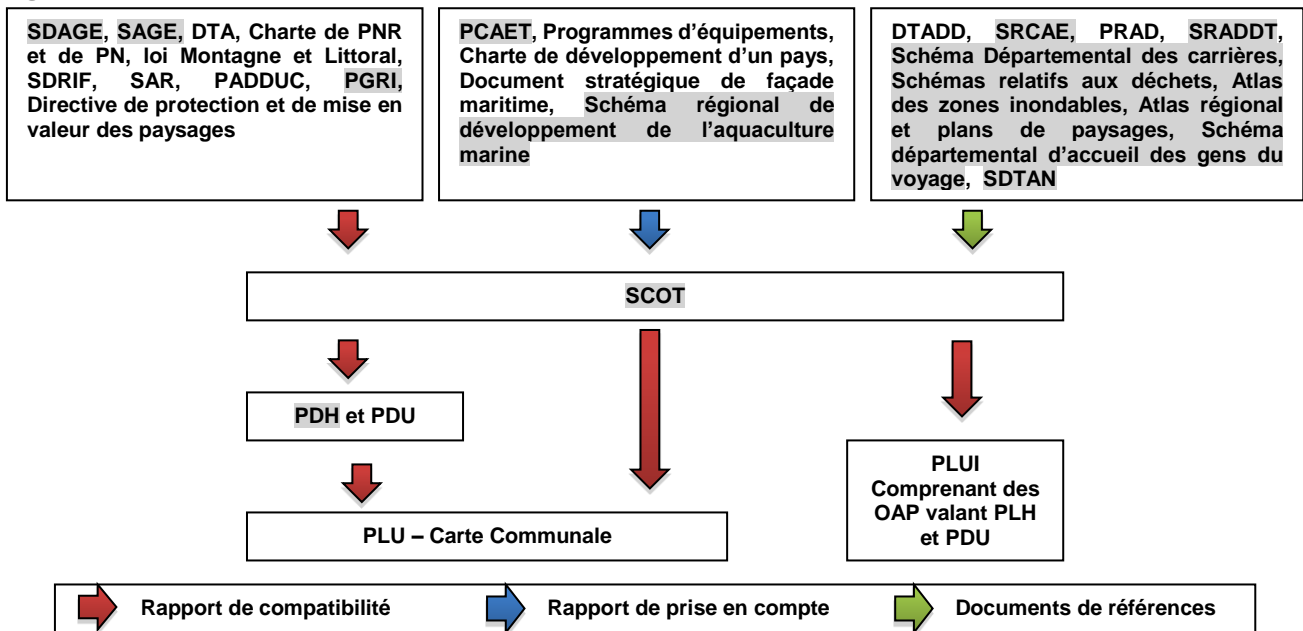 SDAGE, SAGE, DTA, Charte de PNR
et de PN, loi Montagne et Littoral,
SDRIF, SAR, PADDUC, PGRI,
Directive de protection et de mise en
valeur des paysages
PCAET, Programmes d'équipements,
Charte de développement d'un pays,
Document stratégique de façade
maritime, Schéma régional de
développement de l'aquaculture
marine
DTADD, SRCAE, PRAD, SRADDT,
Schéma Départemental des carrières,
Schémas relatifs aux déchets, Atlas
des zones inondables, Atlas régional
et plans de paysages, Schéma
départemental d'accueil des gens du
voyage, SDTAN
SCOT
PDH et PDU
PLU – Carte Communale
PLUI
Comprenant des
OAP valant PLH
et PDU
Rapport de compatibilité
Rapport de prise en compte
Documents de références